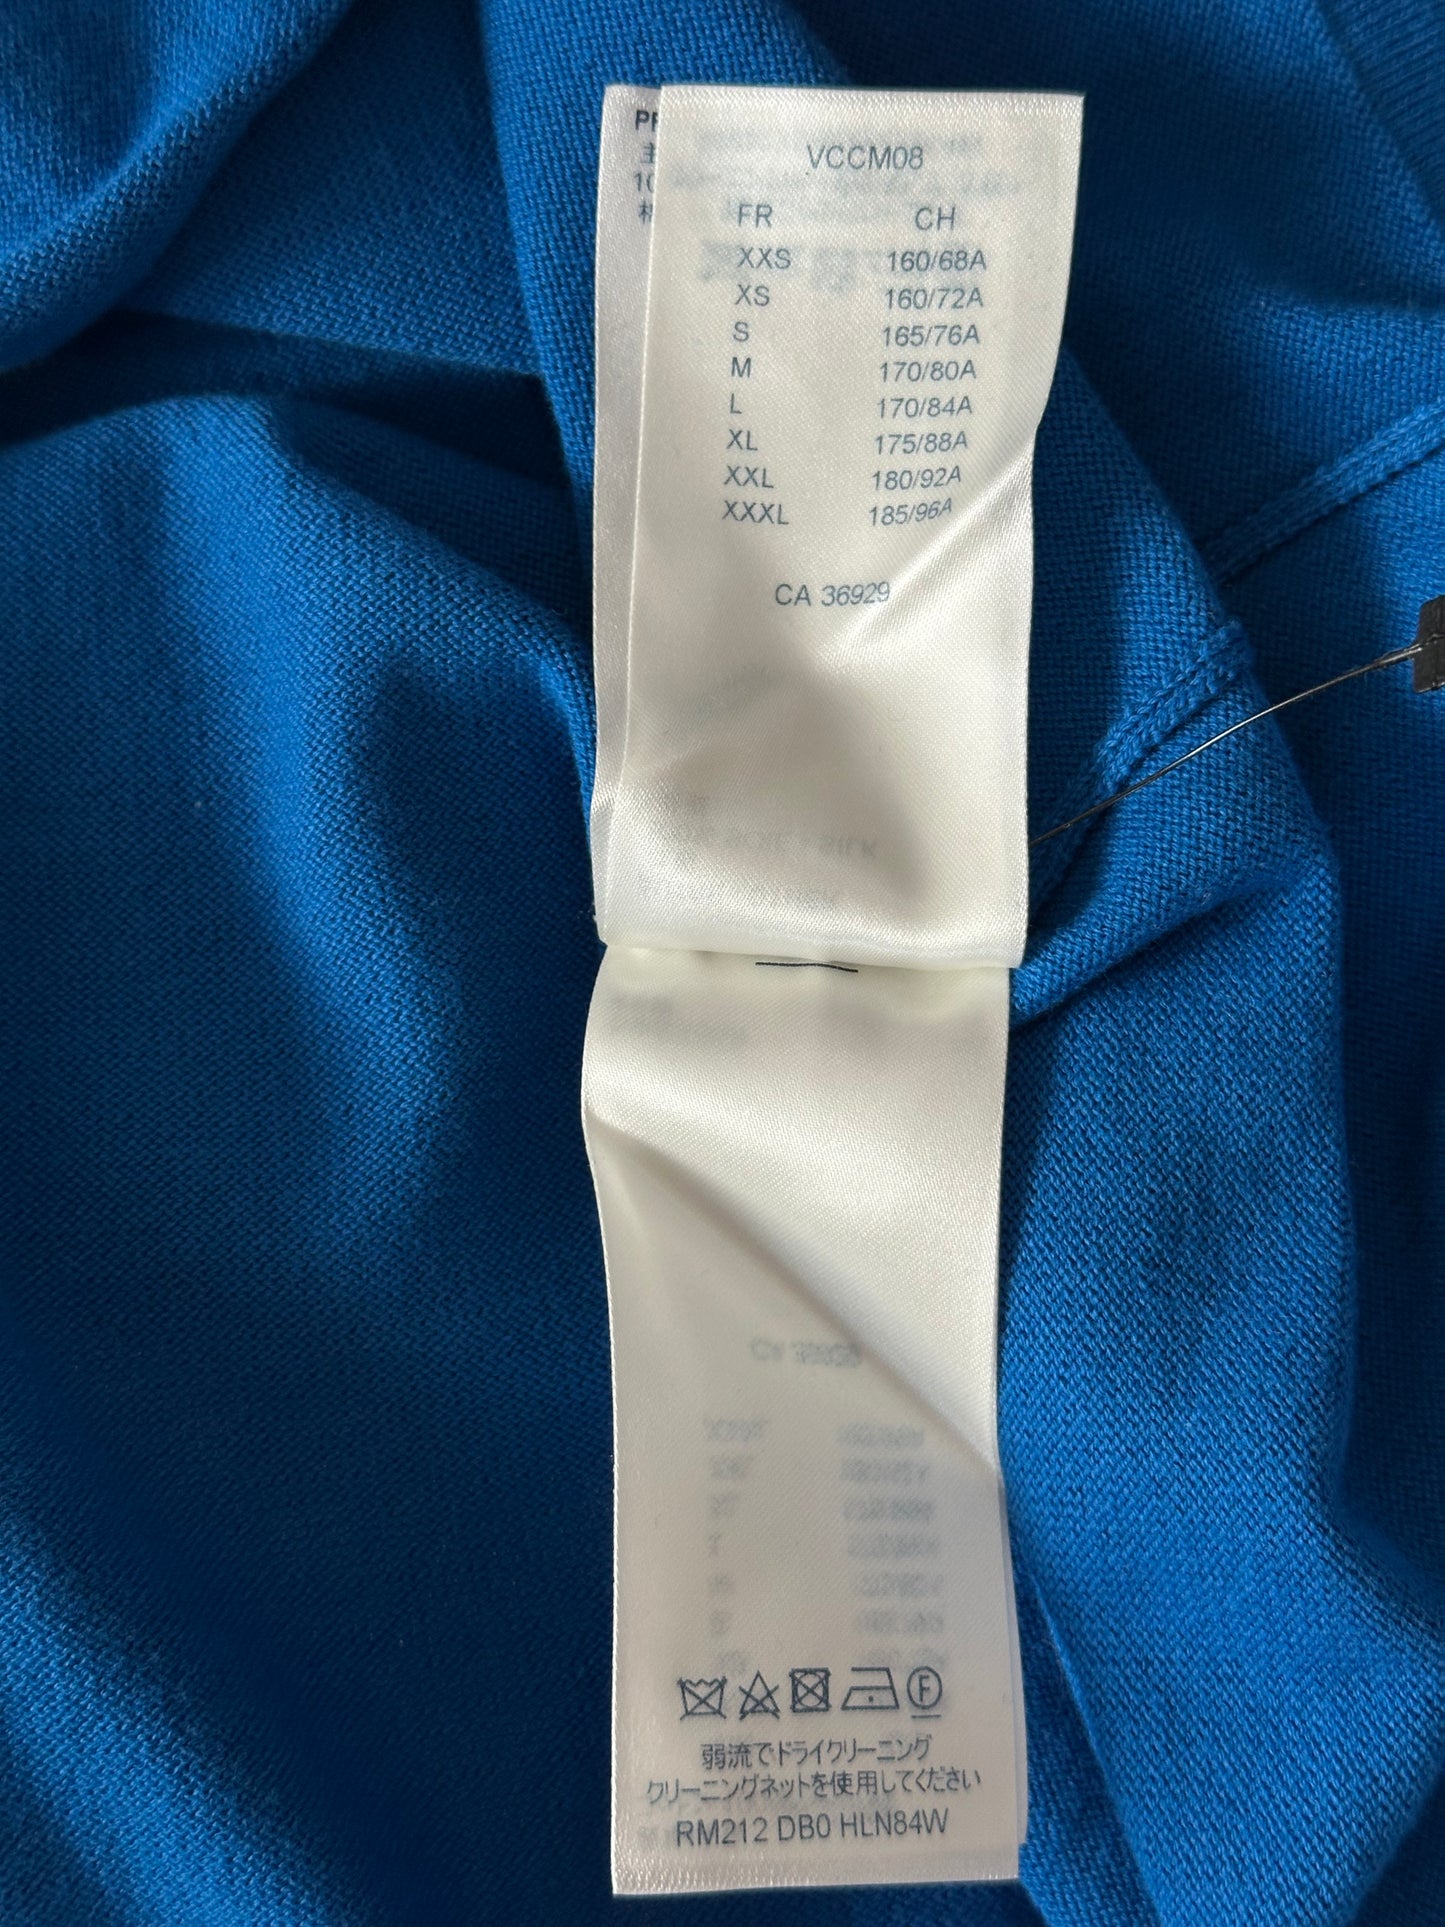 VCCM08
FR CH
XXS 160/68A
XS 160/72A
S 165/76A
M 170/80A
L 170/84A
XL 175/88A
XXL 180/92A
XXXL 185/96A
CA 36929
弱流でドライクリーニング
クリーニングネットを使用してください
RM212 DB0 HLN84W